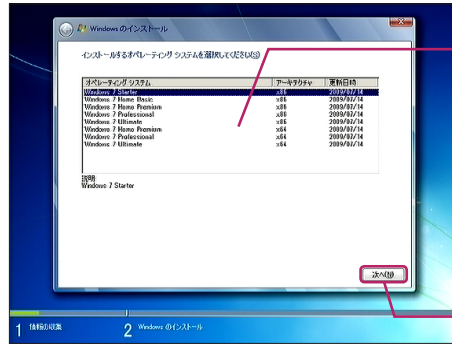 Windows のインストール
インストールするオペレーティング システムを選択してください(S)
オペレーティング システム アーキテクチャ 更新日時
Windows 7 Starter x86 2009/07/14
Windows 7 Home Basic x86 2009/07/14
Windows 7 Home Premium x86 2009/07/14
Windows 7 Professional x86 2009/07/14
Windows 7 Ultimate x86 2009/07/14
Windows 7 Home Premium x64 2009/07/14
Windows 7 Professional x64 2009/07/14
Windows 7 Ultimate x64 2009/07/14
説明
Windows 7 Starter
次へ(N)
1 情報の収集
2 Windows のインストール